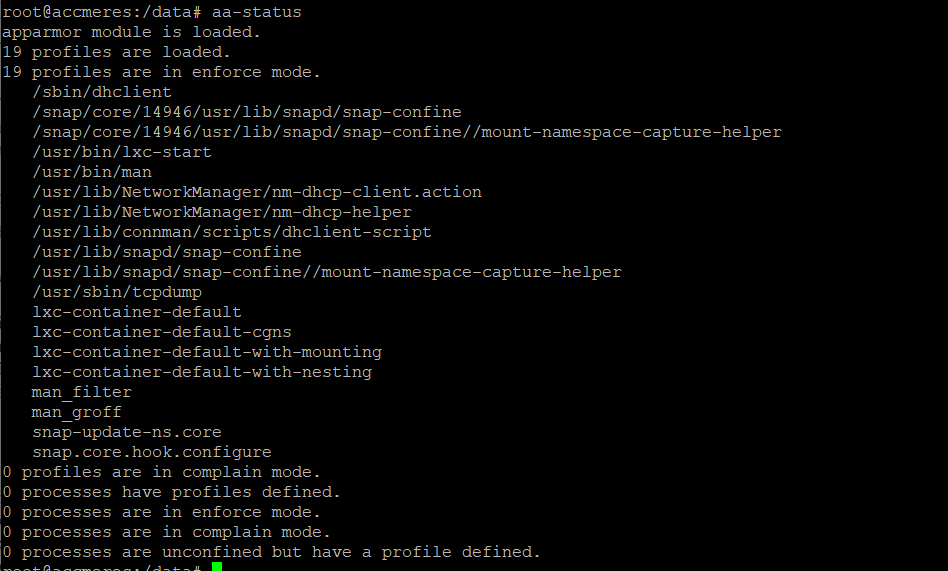 root@accmeres:/data# aa-status
apparmor module is loaded.
19 profiles are loaded.
19 profiles are in enforce mode.
   /sbin/dhclient
   /snap/core/14946/usr/lib/snapd/snap-confine
   /snap/core/14946/usr/lib/snapd/snap-confine//mount-namespace-capture-helper
   /usr/bin/lxc-start
   /usr/bin/man
   /usr/lib/NetworkManager/nm-dhcp-client.action
   /usr/lib/NetworkManager/nm-dhcp-helper
   /usr/lib/connman/scripts/dhclient-script
   /usr/lib/snapd/snap-confine
   /usr/lib/snapd/snap-confine//mount-namespace-capture-helper
   /usr/sbin/tcpdump
   lxc-container-default
   lxc-container-default-cgns
   lxc-container-default-with-mounting
   lxc-container-default-with-nesting
   man_filter
   man_groff
   snap-update-ns.core
   snap.core.hook.configure
0 profiles are in complain mode.
0 processes have profiles defined.
0 processes are in enforce mode.
0 processes are in complain mode.
0 processes are unconfined but have a profile defined.
root@accmeres:/data#